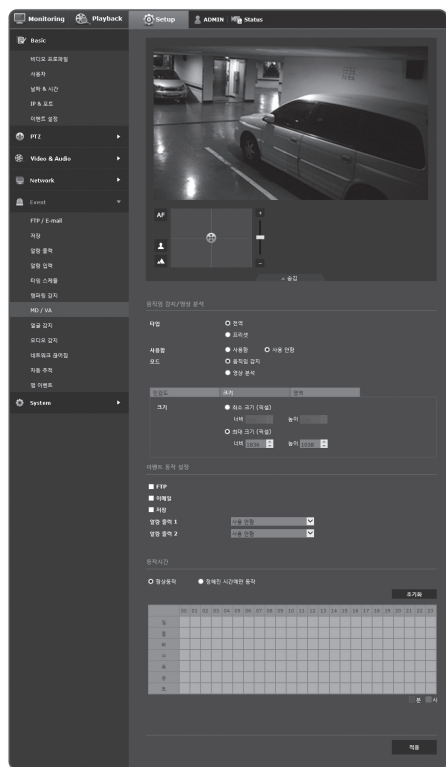 Monitoring Playback Setup ADMIN Status
Basic
비디오 프로파일
사용자
날짜 & 시간
IP & 포트
이벤트 설정
PTZ
Video & Audio
Network
Event
FTP / E-mail
저장
알람 출력
알람 입력
타임 스케쥴
탬퍼링 감지
MD / VA
얼굴 감지
오디오 감지
네트워크 끊어짐
자동 추적
앱 이벤트
System
AF
숨김
움직임 감지/영상 분석
타입 전역
프리셋
사용함 사용함 사용 안함
모드 움직임 감지
영상 분석
민감도 크기 영역
크기 최소 크기 (픽셀)
너비 높이
최대 크기 (픽셀)
너비 1836 높이 1038
이벤트 동작 설정
FTP
이메일
저장
알람 출력 1 사용 안함
알람 출력 2 사용 안함
동작시간
항상동작 정해진 시간에만 동작
초기화
00 01 02 03 04 05 06 07 08 09 10 11 12 13 14 15 16 17 18 19 20 21 22 23
일
월
화
수
목
금
토
분 시
적용